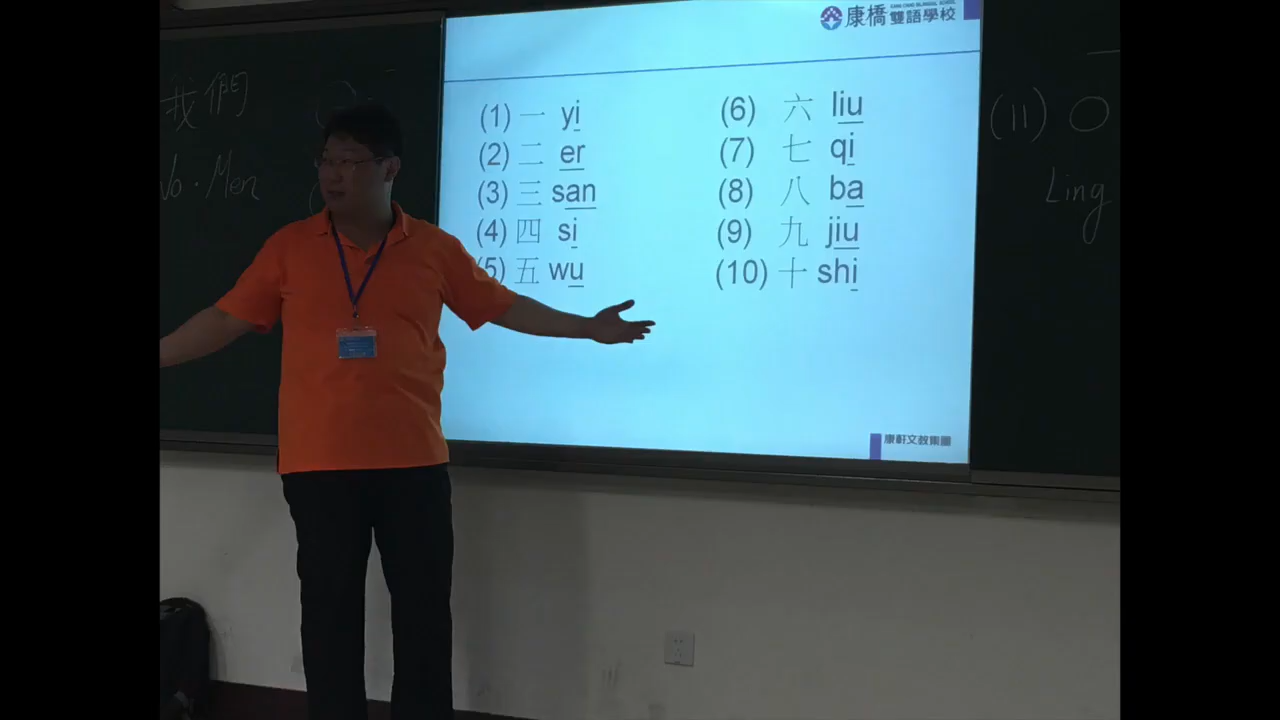 康橋 雙語學校
(1) 一 yi
(2) 二 er
(3) 三 san
(4) 四 si
(5) 五 wu
(6) 六 liu
(7) 七 qi
(8) 八 ba
(9) 九 jiu
(10) 十 shi
康軒文教集團
我們
Wo · Men
(11) 〇
Ling